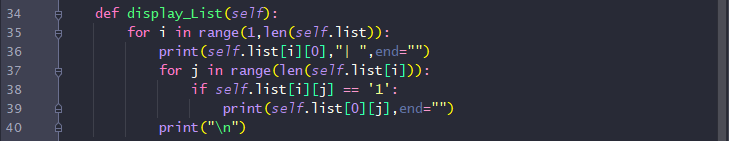 34 def display_List(self):
35 for i in range(1,len(self.list)):
36 print(self.list[i][0],"| ",end="")
37 for j in range(len(self.list[i])):
38 if self.list[i][j] == '1':
39 print(self.list[0][j],end="")
40 print("\n")